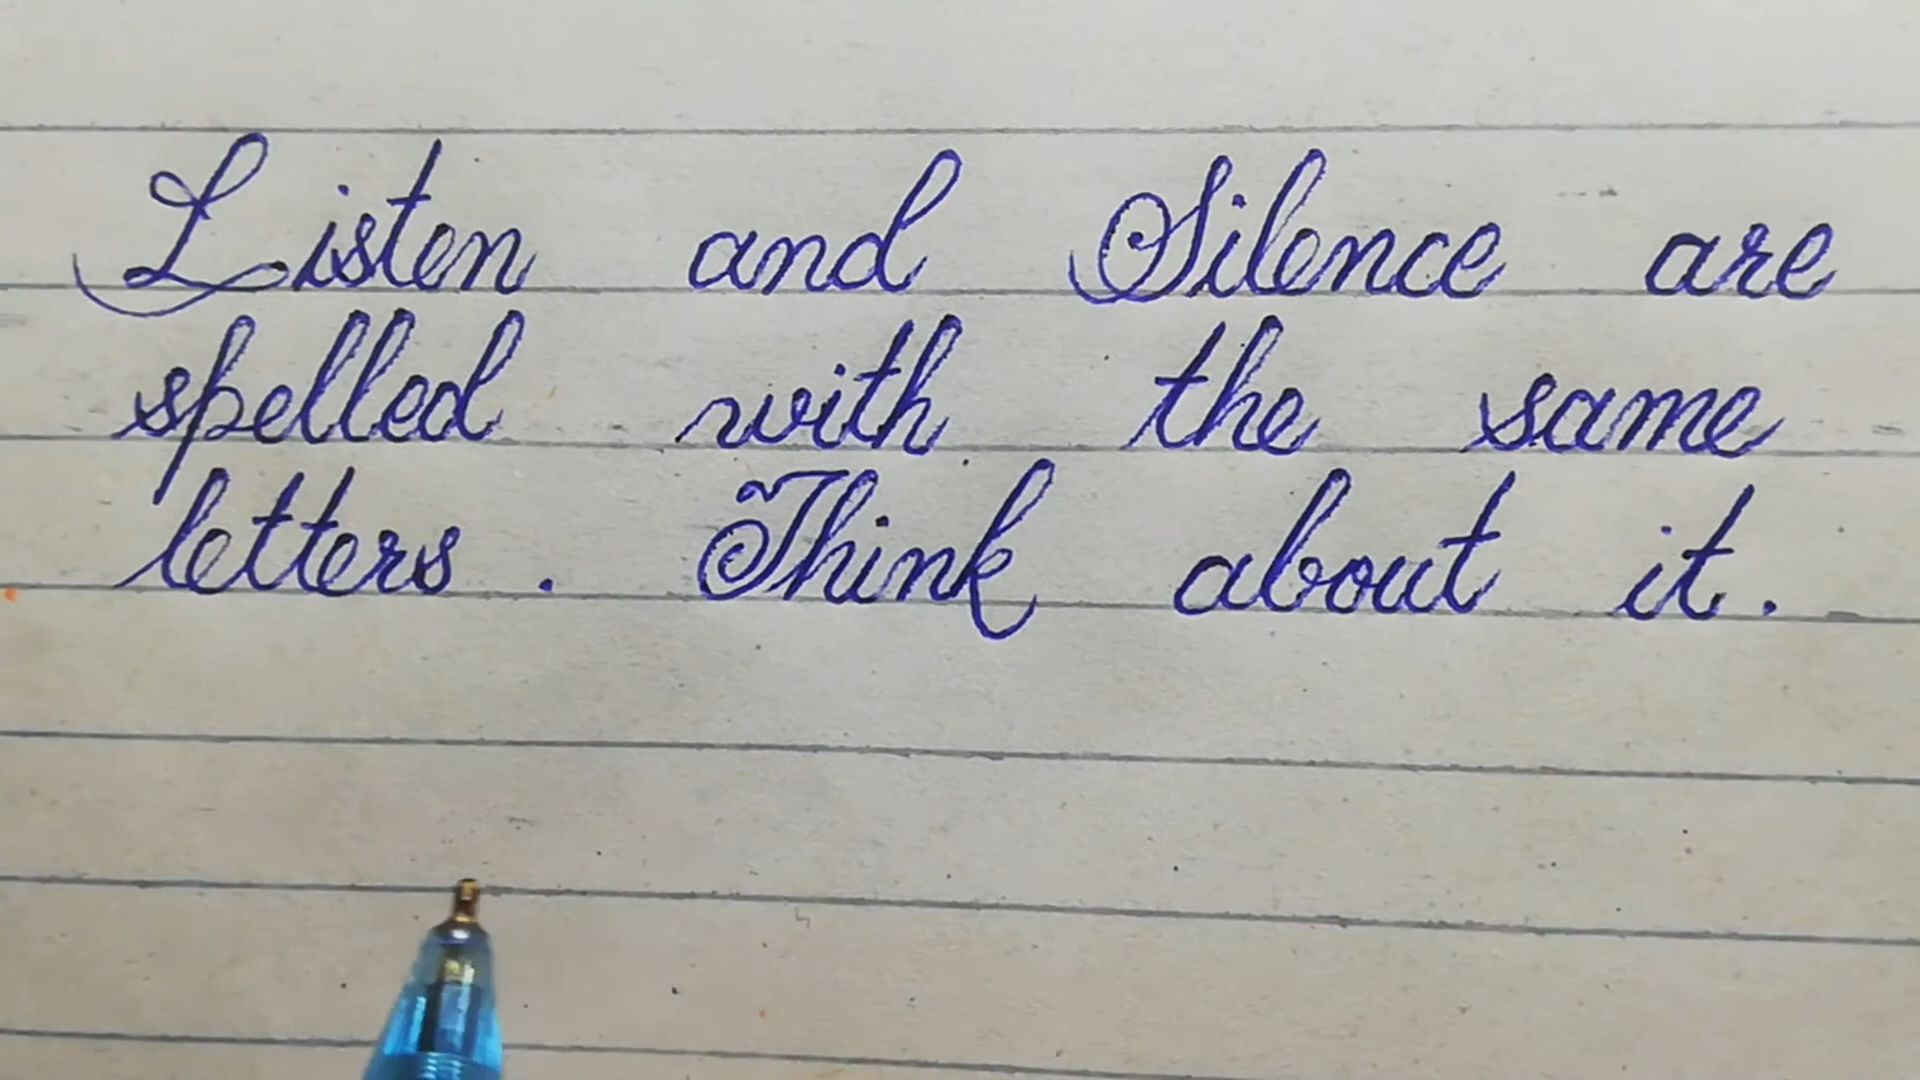 Listen and Silence are
spelled with the same
letters. Think about it.